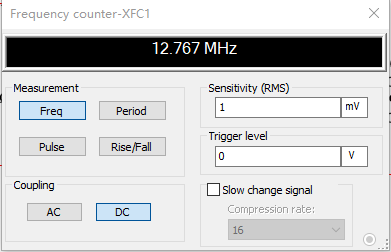 Frequency counter-XFC1
12.767 MHz
Measurement
Freq
Period
Pulse
Rise/Fall
Coupling
AC
DC
Sensitivity (RMS)
1
mV
Trigger level
0
V
Slow change signal
Compression rate:
16